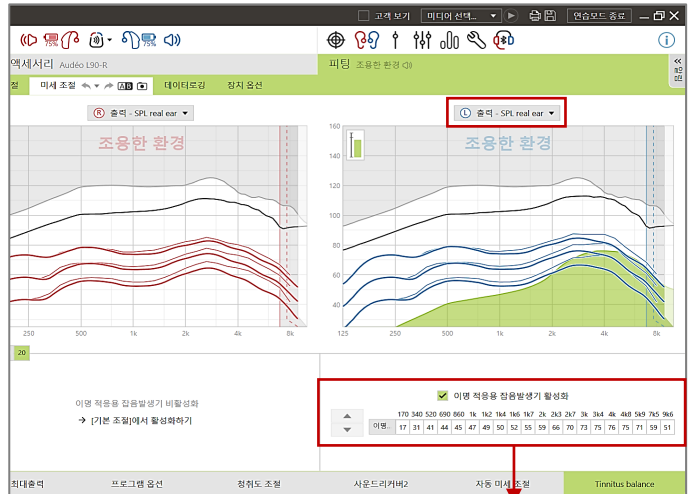 고객 보기 미디어 선택... 연습모드 종료
75% 75%
액세서리 Audéo L90-R 피팅 조용한 환경
절 미세 조절 AB 데이터로깅 장치 옵션
R 출력 - SPL real ear L 출력 - SPL real ear
조용한 환경 조용한 환경
160
140
120
100
80
60
40
250 500 1k 2k 4k 8k
125 250 500 1k 2k 4k 8k
20
이명 적응용 잡음발생기 비활성화
→ [기본 조절]에서 활성화하기
이명 적응용 잡음발생기 활성화
170 340 520 690 860 1k 1k2 1k4 1k6 1k7 2k 2k3 2k7 3k 3k4 4k 4k8 5k9 7k5 9k6
이명.. 17 31 41 44 45 47 49 50 52 55 59 66 70 73 75 76 75 71 59 51
최대출력 프로그램 옵션 청취도 조절 사운드리커버2 자동 미세 조절 Tinnitus balance